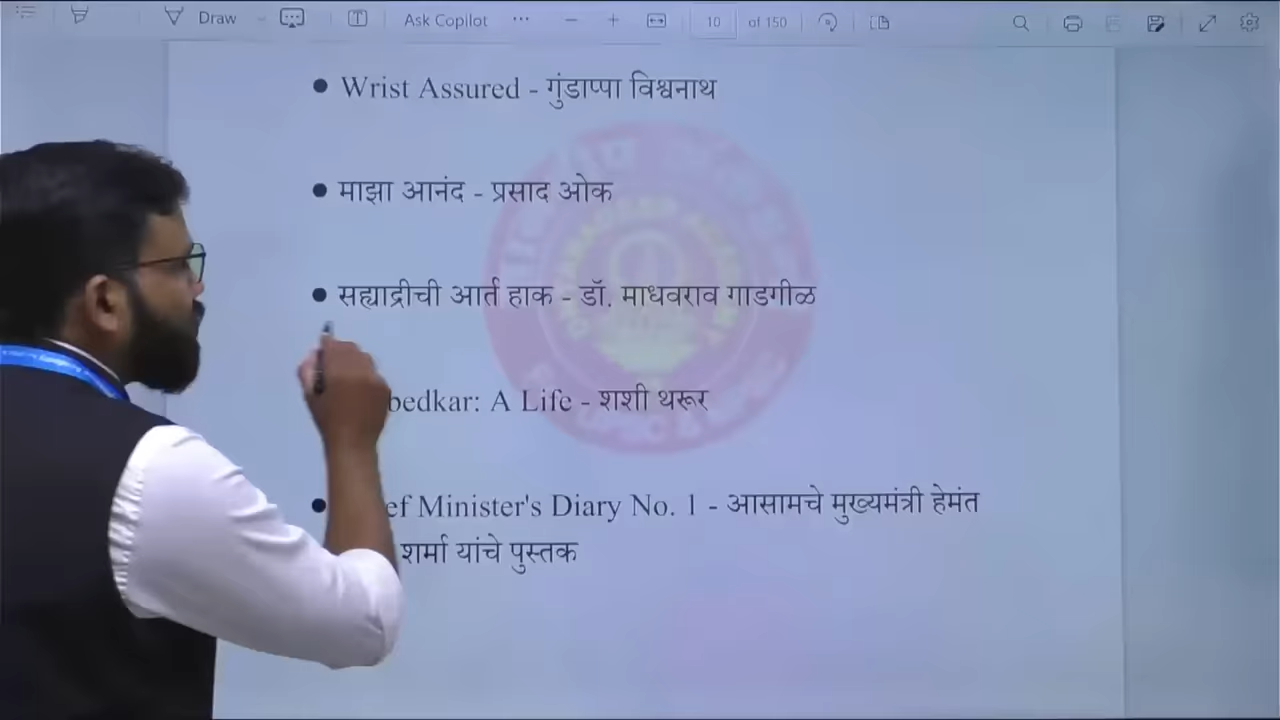 Draw
Ask Copilot
10 of 150
• Wrist Assured - गुंडाप्पा विश्वनाथ
• माझा आनंद - प्रसाद ओक
• सह्याद्रीची आर्त हाक - डॉ. माधवराव गाडगीळ
bedkar: A Life - शशी थरूर
• ef Minister's Diary No. 1 - आसामचे मुख्यमंत्री हेमंत
शर्मा यांचे पुस्तक